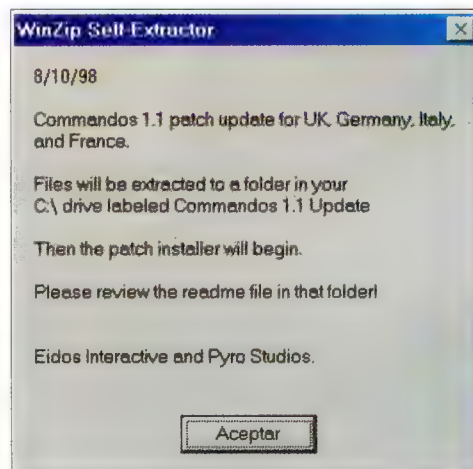 WinZip Self-Extractor
8/10/98
Commandos 1.1 patch update for UK, Germany, Italy,
and France.
Files will be extracted to a folder in your
C:\ drive labeled Commandos 1.1 Update
Then the patch installer will begin.
Please review the readme file in that folder!
Eidos Interactive and Pyro Studios.
Aceptar